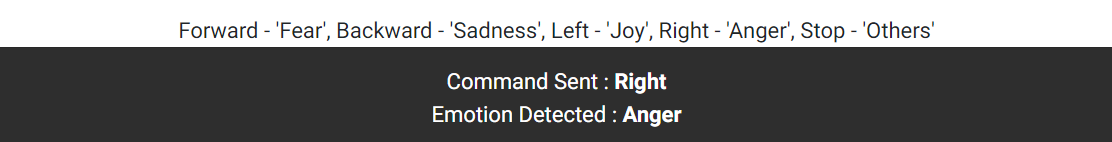 Forward - 'Fear', Backward - 'Sadness', Left - 'Joy', Right - 'Anger', Stop - 'Others'
Command Sent : Right
Emotion Detected : Anger